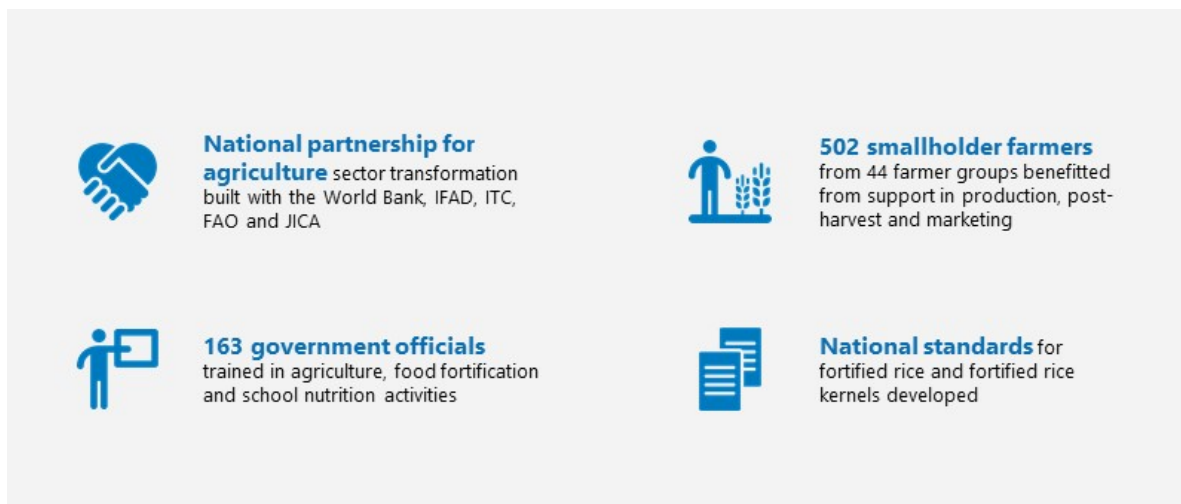 National partnership for
agriculture sector transformation
built with the World Bank, IFAD, ITC,
FAO and JICA
502 smallholder farmers
from 44 farmer groups benefitted
from support in production, post-
harvest and marketing
163 government officials
trained in agriculture, food fortification
and school nutrition activities
National standards for
fortified rice and fortified rice
kernels developed